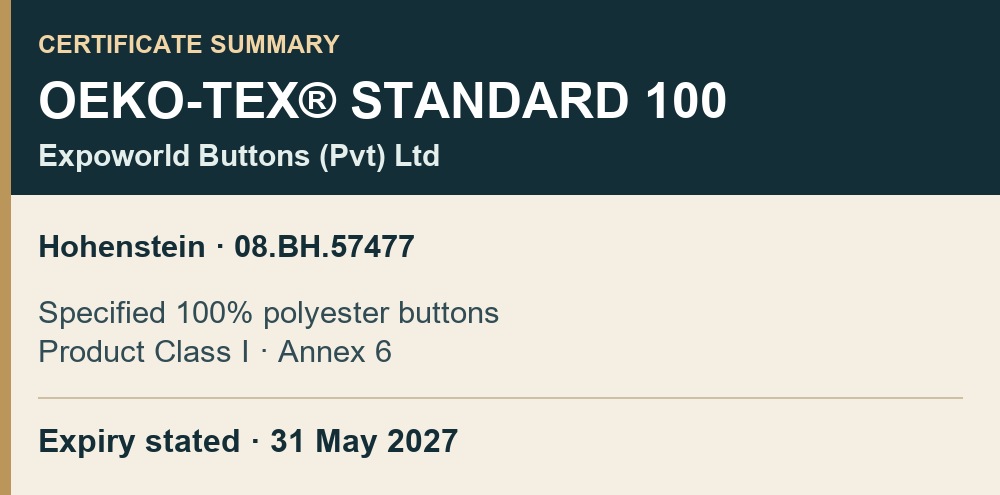 CERTIFICATE SUMMARY
OEKO-TEX® STANDARD 100
Expoworld Buttons (Pvt) Ltd
Hohenstein · 08.BH.57477
Specified 100% polyester buttons
Product Class I · Annex 6
Expiry stated · 31 May 2027